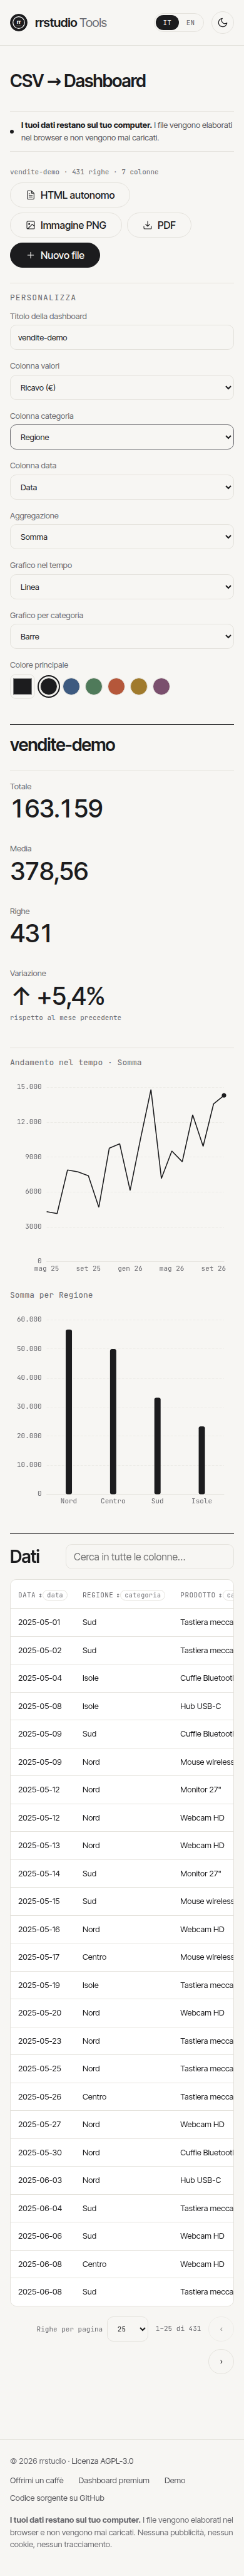 rr rrstudio Tools
IT EN
CSV → Dashboard
I tuoi dati restano sul tuo computer. I file vengono elaborati
nel browser e non vengono mai caricati.
vendite-demo · 431 righe · 7 colonne
HTML autonomo
Immagine PNG PDF
+ Nuovo file
PERSONALIZZA
Titolo della dashboard
vendite-demo
Colonna valori
Ricavo (€)
Colonna categoria
Regione
Colonna data
Data
Aggregazione
Somma
Grafico nel tempo
Linea
Grafico per categoria
Barre
Colore principale
vendite-demo
Totale
163.159
Media
378,56
Righe
431
Variazione
↑ +5,4%
rispetto al mese precedente
Andamento nel tempo · Somma
15.000
12.000
9000
6000
3000
0
mag 25 set 25 gen 26 mag 26 set 26
Somma per Regione
60.000
50.000
40.000
30.000
20.000
10.000
0
Nord Centro Sud Isole
Dati
Cerca in tutte le colonne…
DATA ↕ data REGIONE ↕ categoria PRODOTTO ↕ ca
2025-05-01 Sud Tastiera mecca
2025-05-02 Sud Tastiera mecca
2025-05-04 Isole Cuffie Bluetoot
2025-05-08 Isole Hub USB-C
2025-05-09 Sud Cuffie Bluetoot
2025-05-09 Nord Mouse wireless
2025-05-12 Nord Monitor 27"
2025-05-12 Nord Webcam HD
2025-05-13 Nord Webcam HD
2025-05-14 Sud Monitor 27"
2025-05-15 Sud Mouse wireless
2025-05-16 Nord Webcam HD
2025-05-17 Centro Mouse wireless
2025-05-19 Isole Tastiera mecca
2025-05-20 Nord Webcam HD
2025-05-23 Nord Tastiera mecca
2025-05-25 Nord Tastiera mecca
2025-05-26 Centro Tastiera mecca
2025-05-27 Nord Webcam HD
2025-05-30 Nord Cuffie Bluetoot
2025-06-03 Nord Hub USB-C
2025-06-04 Sud Tastiera mecca
2025-06-06 Sud Webcam HD
2025-06-08 Centro Webcam HD
2025-06-08 Sud Tastiera mecca
Righe per pagina 25 1–25 di 431 ‹
›
© 2026 rrstudio · Licenza AGPL-3.0
Offrimi un caffè Dashboard premium Demo
Codice sorgente su GitHub
I tuoi dati restano sul tuo computer. I file vengono elaborati nel
browser e non vengono mai caricati. Nessuna pubblicità, nessun
cookie, nessun tracciamento.